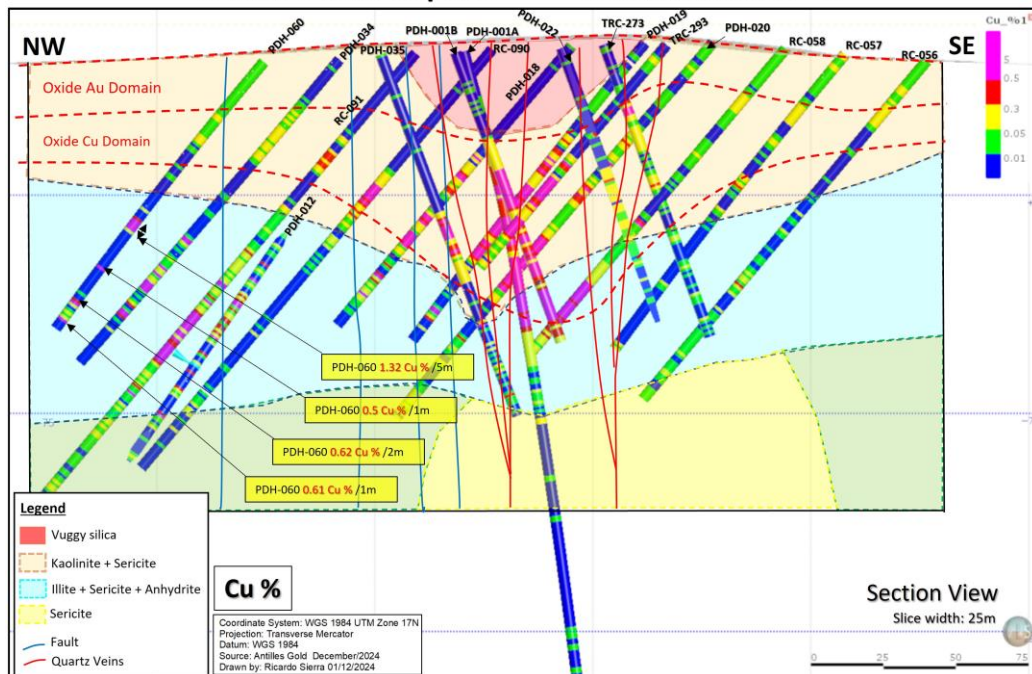 NW
SE
PDH-060
PDH-034
PDH-035
PDH-001B
PDH-001A
RC-090
PDH-022
PDH-018
TRC-273
PDH-019
TRC-293
PDH-020
RC-058
RC-057
RC-056
RC-091
PDH-012
Cu_%1
5
0.5
0.3
0.05
0.01
Oxide Au Domain
Oxide Cu Domain
PDH-060 1.32 Cu % /5m
PDH-060 0.5 Cu % /1m
PDH-060 0.62 Cu % /2m
PDH-060 0.61 Cu % /1m
Legend
Vuggy silica
Kaolinite + Sericite
Illite + Sericite + Anhydrite
Sericite
Fault
Quartz Veins
Cu %
Coordinate System: WGS 1984 UTM Zone 17N
Projection: Transverse Mercator
Datum: WGS 1984
Source: Antilles Gold December/2024
Drawn by: Ricardo Sierra 01/12/2024
Section View
Slice width: 25m
0 25 50 75